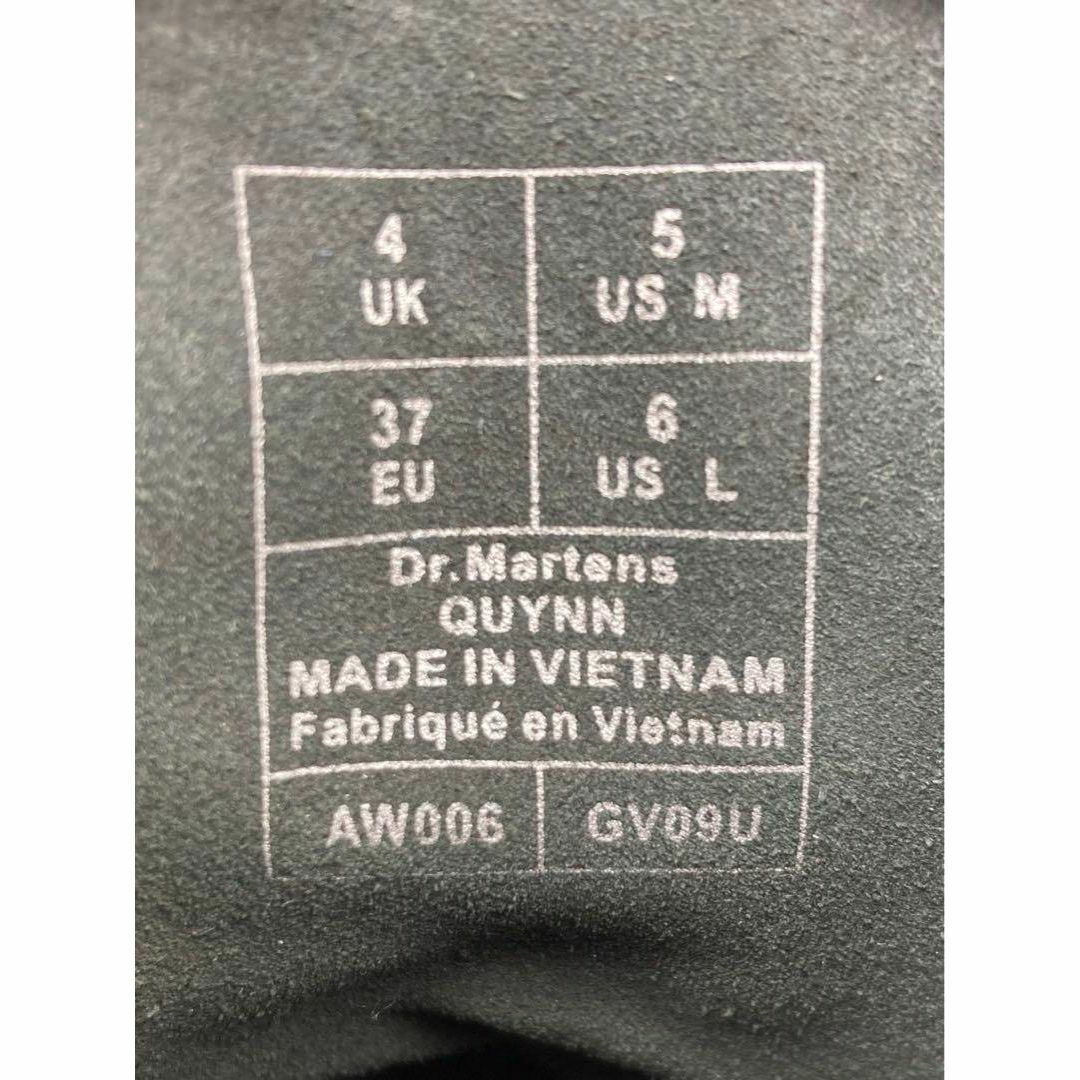 4
UK
5
US M
37
EU
6
US L
Dr.Martens
QUYNN
MADE IN VIETNAM
Fabriqué en Vietnam
AW006
GV09U